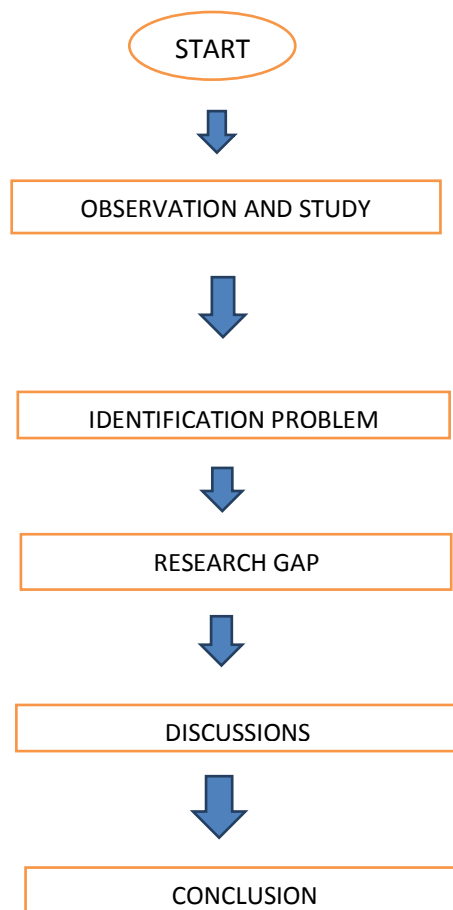 START
OBSERVATION AND STUDY
IDENTIFICATION PROBLEM
RESEARCH GAP
DISCUSSIONS
CONCLUSION